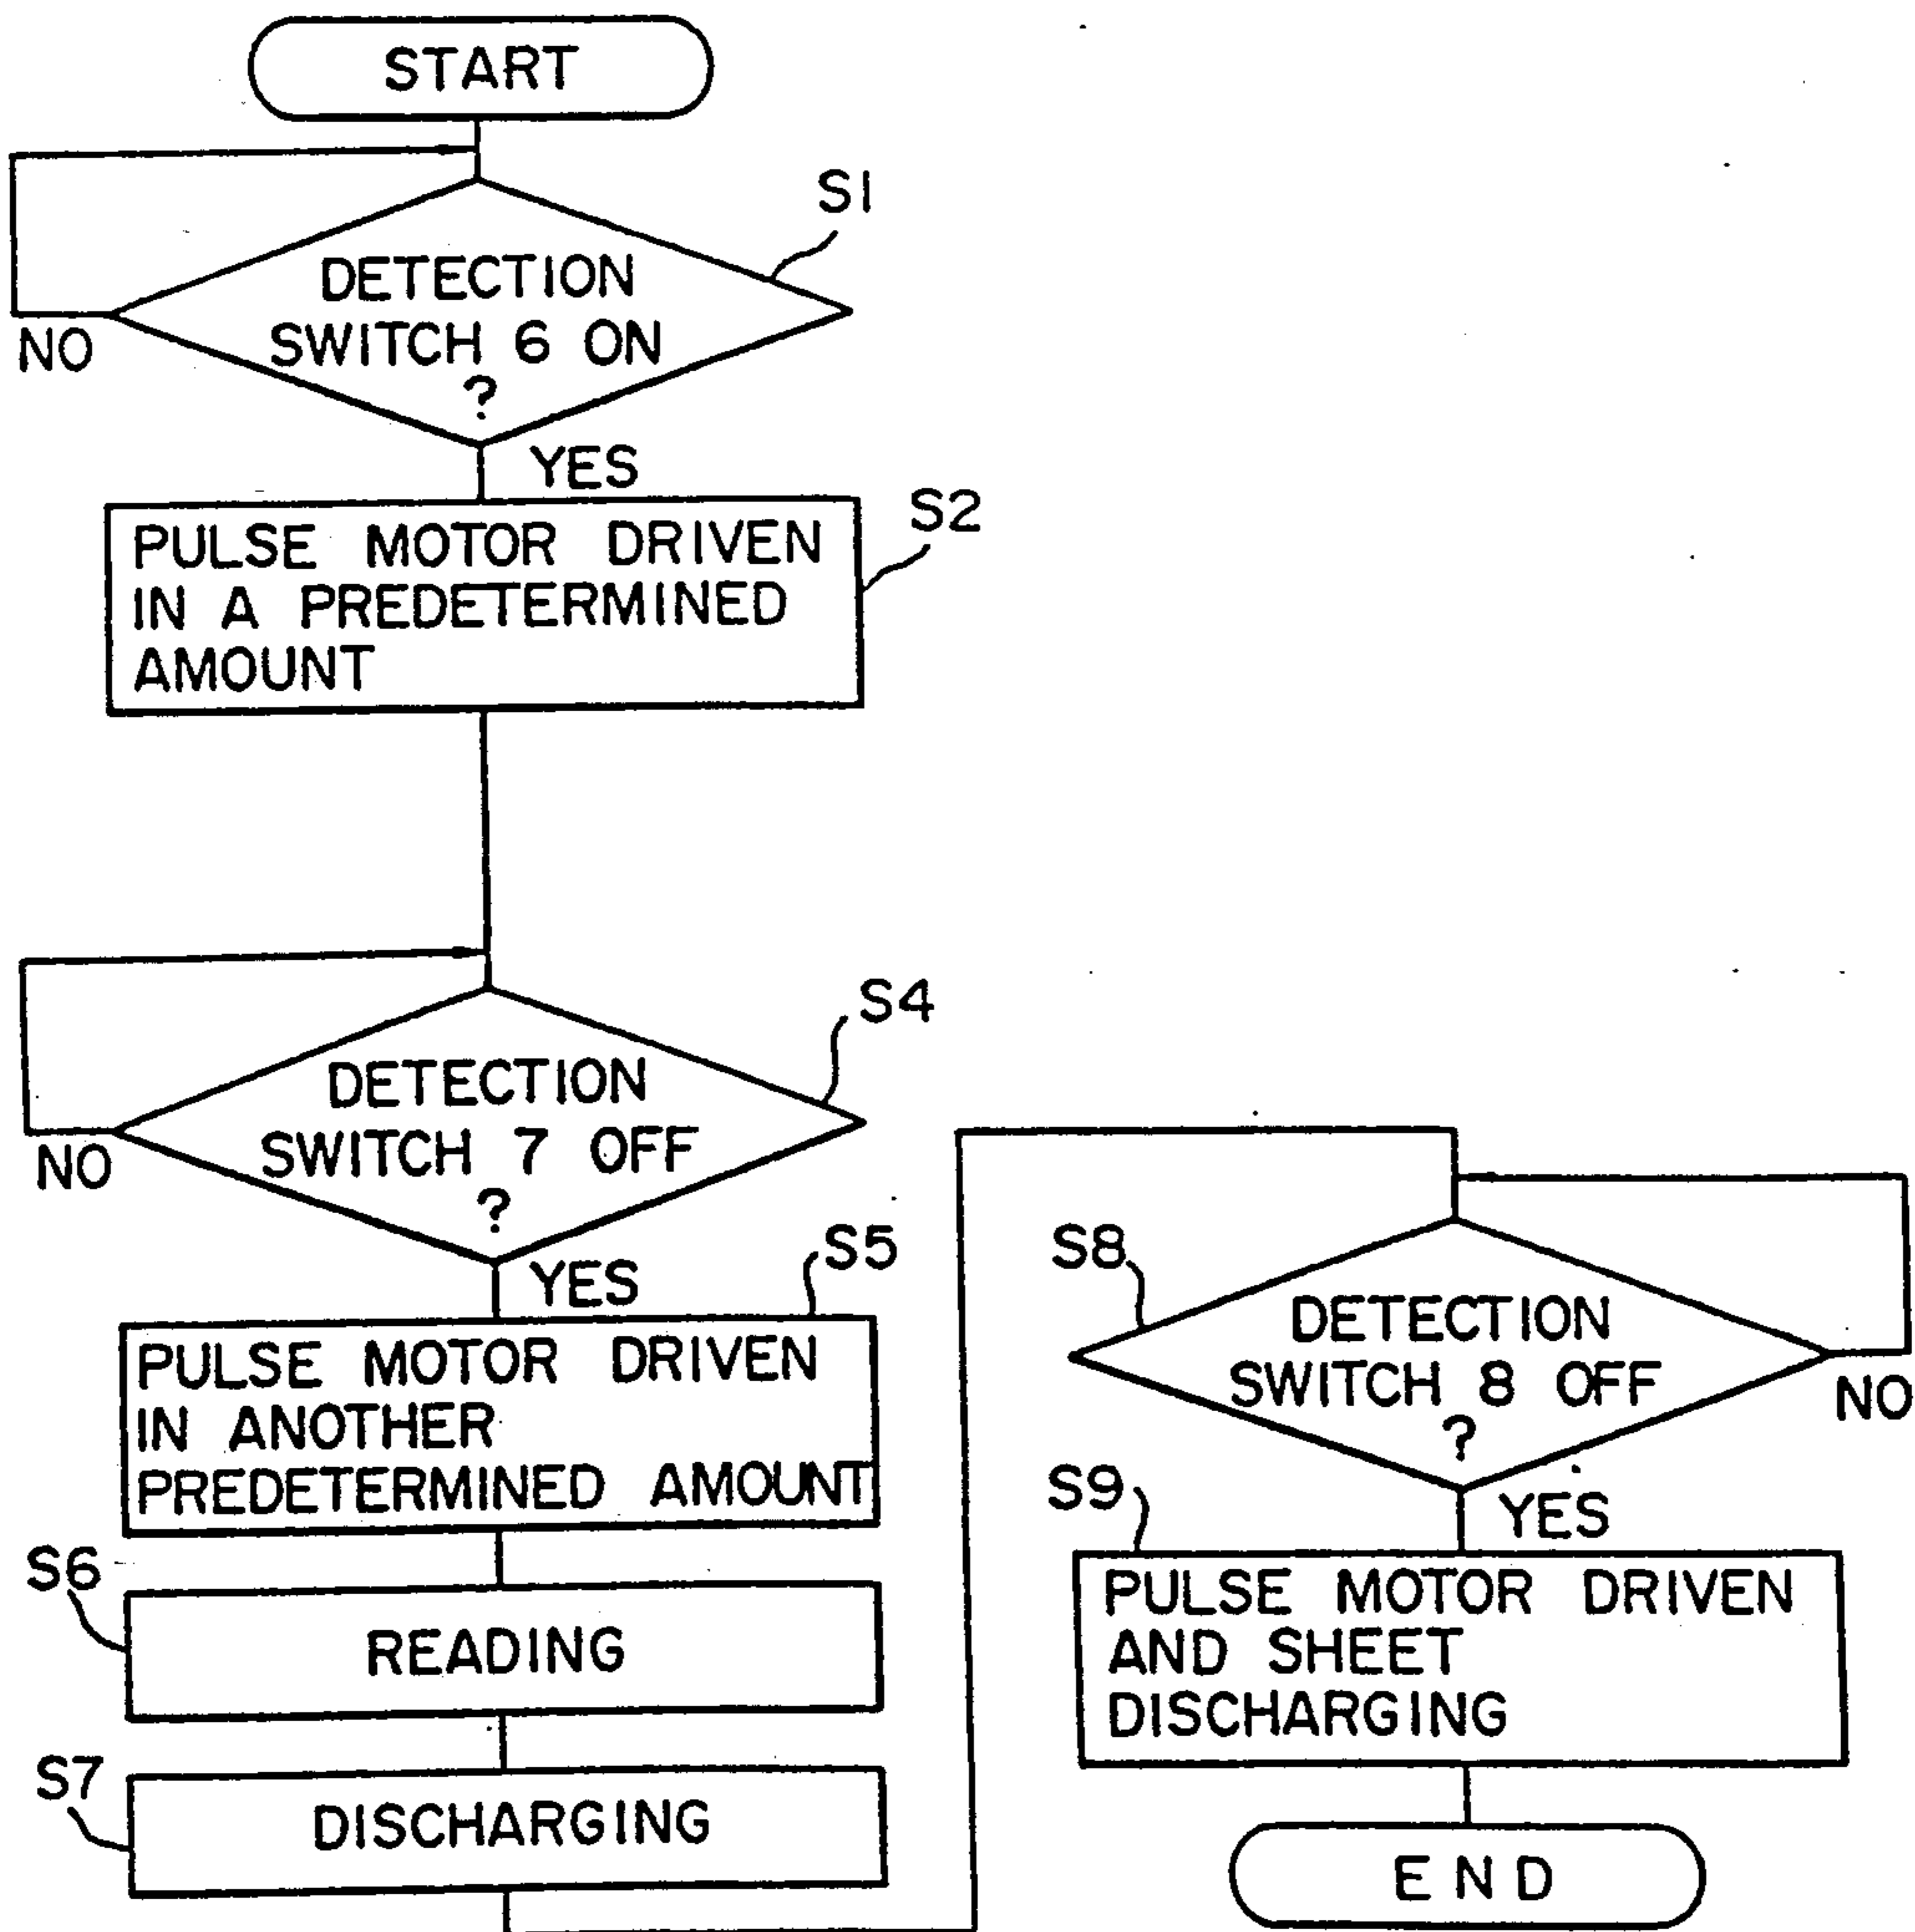 START
S1
DETECTION
SWITCH 6 ON
?
NO
YES
S2
PULSE MOTOR DRIVEN
IN A PREDETERMINED
AMOUNT
S4
DETECTION
SWITCH 7 OFF
?
NO
YES
S5
PULSE MOTOR DRIVEN
IN ANOTHER
PREDETERMINED AMOUNT
S6
READING
S7
DISCHARGING
S8
DETECTION
SWITCH 8 OFF
?
NO
YES
S9
PULSE MOTOR DRIVEN
AND SHEET
DISCHARGING
END